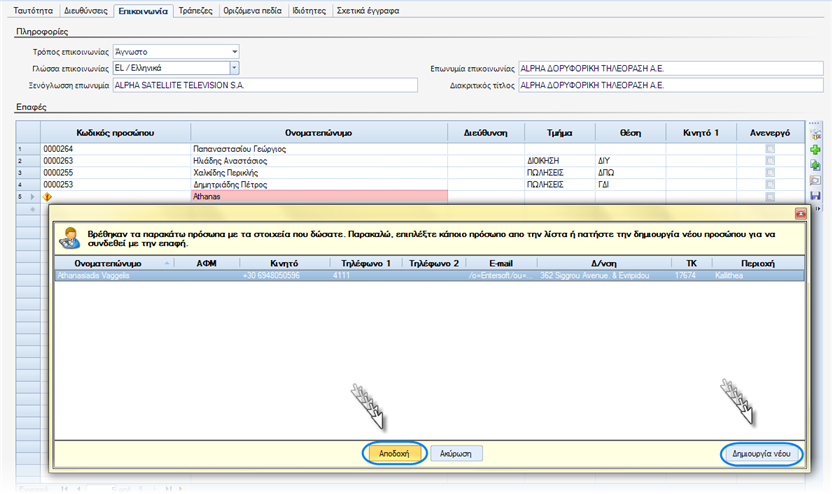 Ταυτότητα Διευθύνσεις Επικοινωνία Τράπεζες Οριζόμενα πεδία Ιδιότητες Σχετικά έγγραφα
Πληροφορίες
Τρόπος επικοινωνίας Άγνωστο
Γλώσσα επικοινωνίας EL / Ελληνικά Επωνυμία επικοινωνίας ALPHA ΔΟΡΥΦΟΡΙΚΗ ΤΗΛΕΟΡΑΣΗ Α.Ε.
Ξενόγλωσση επωνυμία ALPHA SATELLITE TELEVISION S.A. Διακριτικός τίτλος ALPHA ΔΟΡΥΦΟΡΙΚΗ ΤΗΛΕΟΡΑΣΗ Α.Ε.
Επαφές
Κωδικός προσώπου Ονοματεπώνυμο Διεύθυνση Τμήμα Θέση Κινητό 1 Ανενεργό
1 0000264 Παπαναστασίου Γεώργιος
2 0000263 Ηλιάδης Αναστάσιος ΔΙΟΙΚΗΣΗ ΔΙΥ
3 0000255 Χαλκίδης Περικλής ΠΩΛΗΣΕΙΣ ΔΠΩ
4 0000253 Δημητριάδης Πέτρος ΠΩΛΗΣΕΙΣ ΓΔΙ
5 Athanas
Βρέθηκαν τα παρακάτω πρόσωπα με τα στοιχεία που δώσατε. Παρακαλώ, επιπλέξτε κάποιο πρόσωπο απο την λίστα ή πατήστε την δημιουργία νέου προσώπου για να
συνδεθεί με την επαφή.
Ονοματεπώνυμο ΑΦΜ Κινητό Τηλέφωνο 1 Τηλέφωνο 2 E-mail Δ/νση ΤΚ Περιοχή
Athanasiadis Vaggelis +30 6948050596 4111 /o=Entersoft/ou=... 362 Siggrou Avenue. & Evripidou 17674 Kallithea
Αποδοχή Ακύρωση Δημιουργία νέου